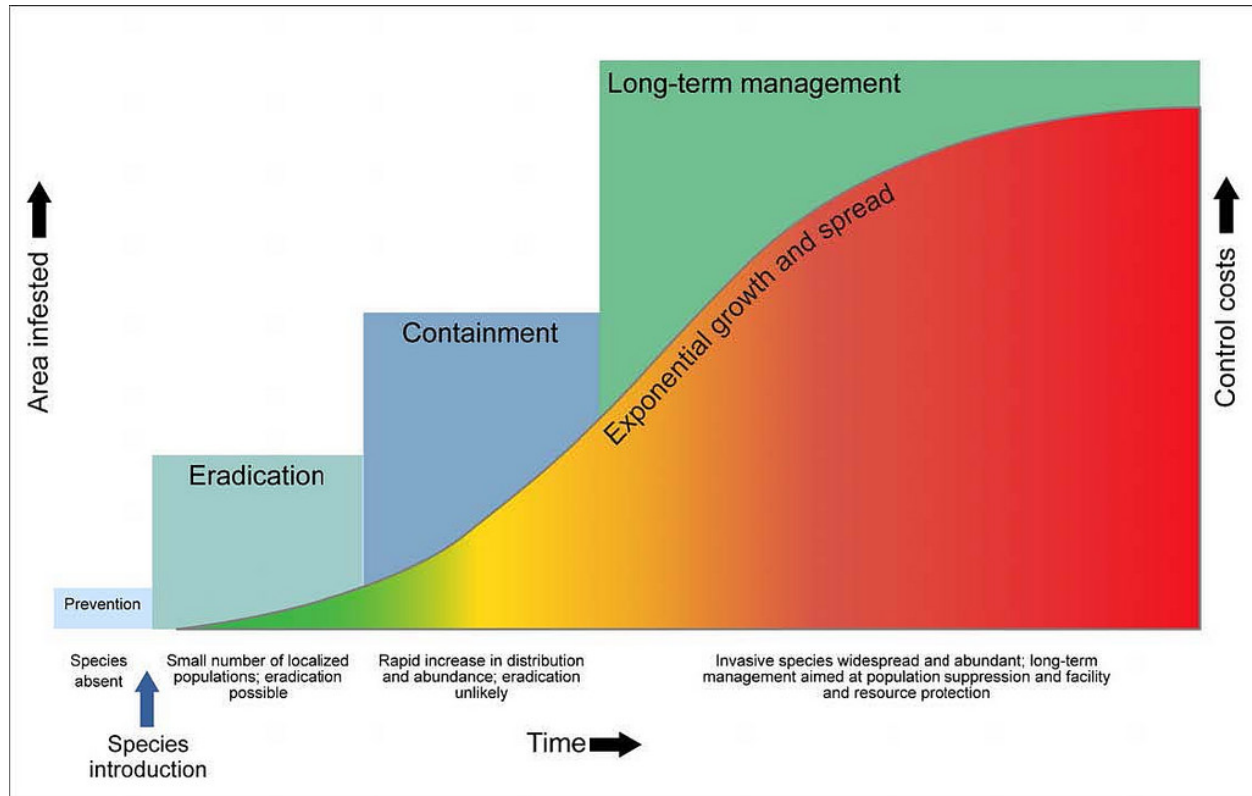 Long-term management
Area infested
Control costs
Exponential growth and spread
Containment
Eradication
Prevention
Species
absent
Small number of localized
populations; eradication
possible
Rapid increase in distribution
and abundance; eradication
unlikely
Invasive species widespread and abundant; long-term
management aimed at population suppression and facility
and resource protection
Species
introduction
Time